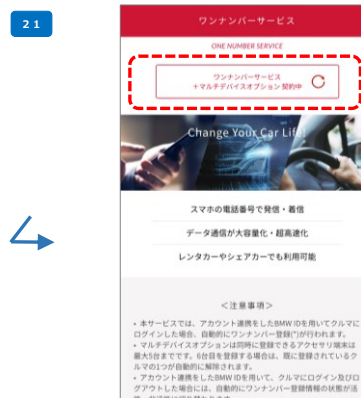 21
ワンナンバーサービス
ONE NUMBER SERVICE
ワンナンバーサービス
+マルチデバイスオプション 契約中
Change Your Car Life!
スマホの電話番号で発信・着信
データ通信が大容量化・超高速化
レンタカーやシェアカーでも利用可能
<注意事項>
• 本サービスでは、アカウント連携をしたBMW IDを用いてクルマに
ログインした場合、自動的にワンナンバー登録(*)が行われます。
• マルチデバイスオプションは同時に登録できるアクセサリ端末は
最大5台までです。6台目を登録する場合は、既に登録されているク
ルマの1つが自動的に解除されます。
• アカウント連携をしたBMW IDを用いて、クルマにログイン及びロ
グアウトした場合には、自動的にワンナンバー登録情報の状態が活